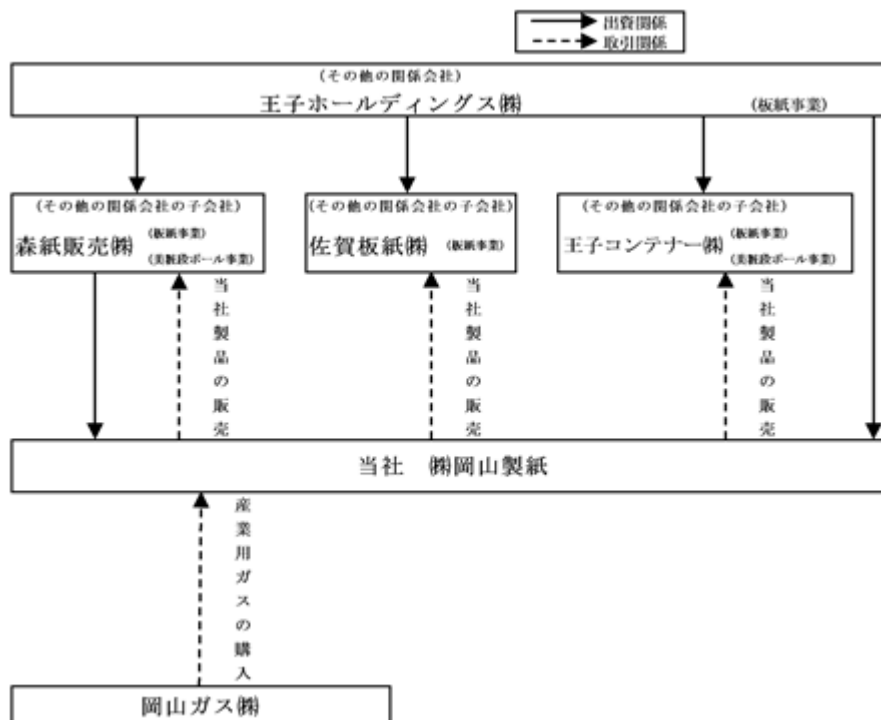 出資関係
取引関係
(その他の関係会社)
王子ホールディングス㈱
(板紙事業)
(その他の関係会社の子会社)
森紙販売㈱
(板紙事業)
(美粧段ボール事業)
(その他の関係会社の子会社)
佐賀板紙㈱
(板紙事業)
(その他の関係会社の子会社)
王子コンテナー㈱
(板紙事業)
(美粧段ボール事業)
当社製品の販売
当社製品の販売
当社製品の販売
当社 ㈱岡山製紙
産業用ガスの購入
岡山ガス㈱